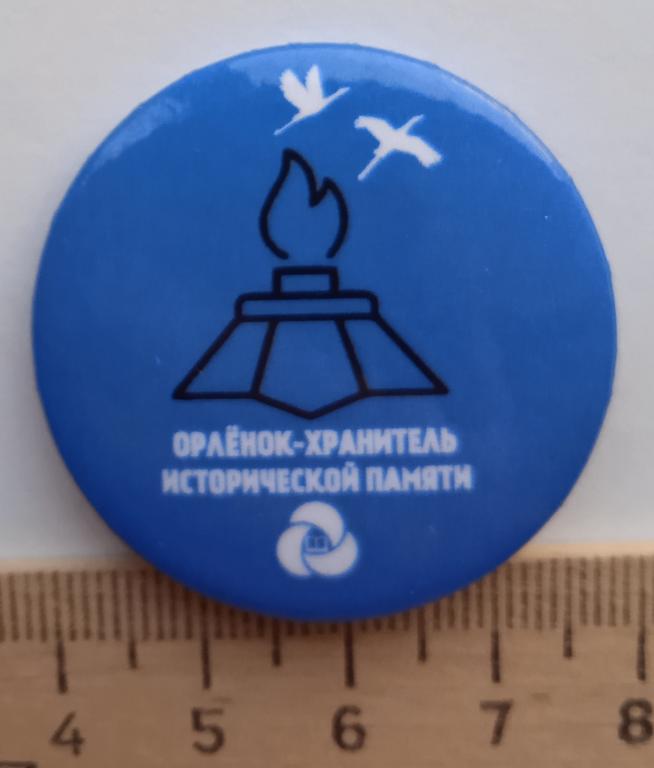 ОРЛЁНОК-ХРАНИТЕЛЬ
ИСТОРИЧЕСКОЙ ПАМЯТИ
4 5 6 7 8